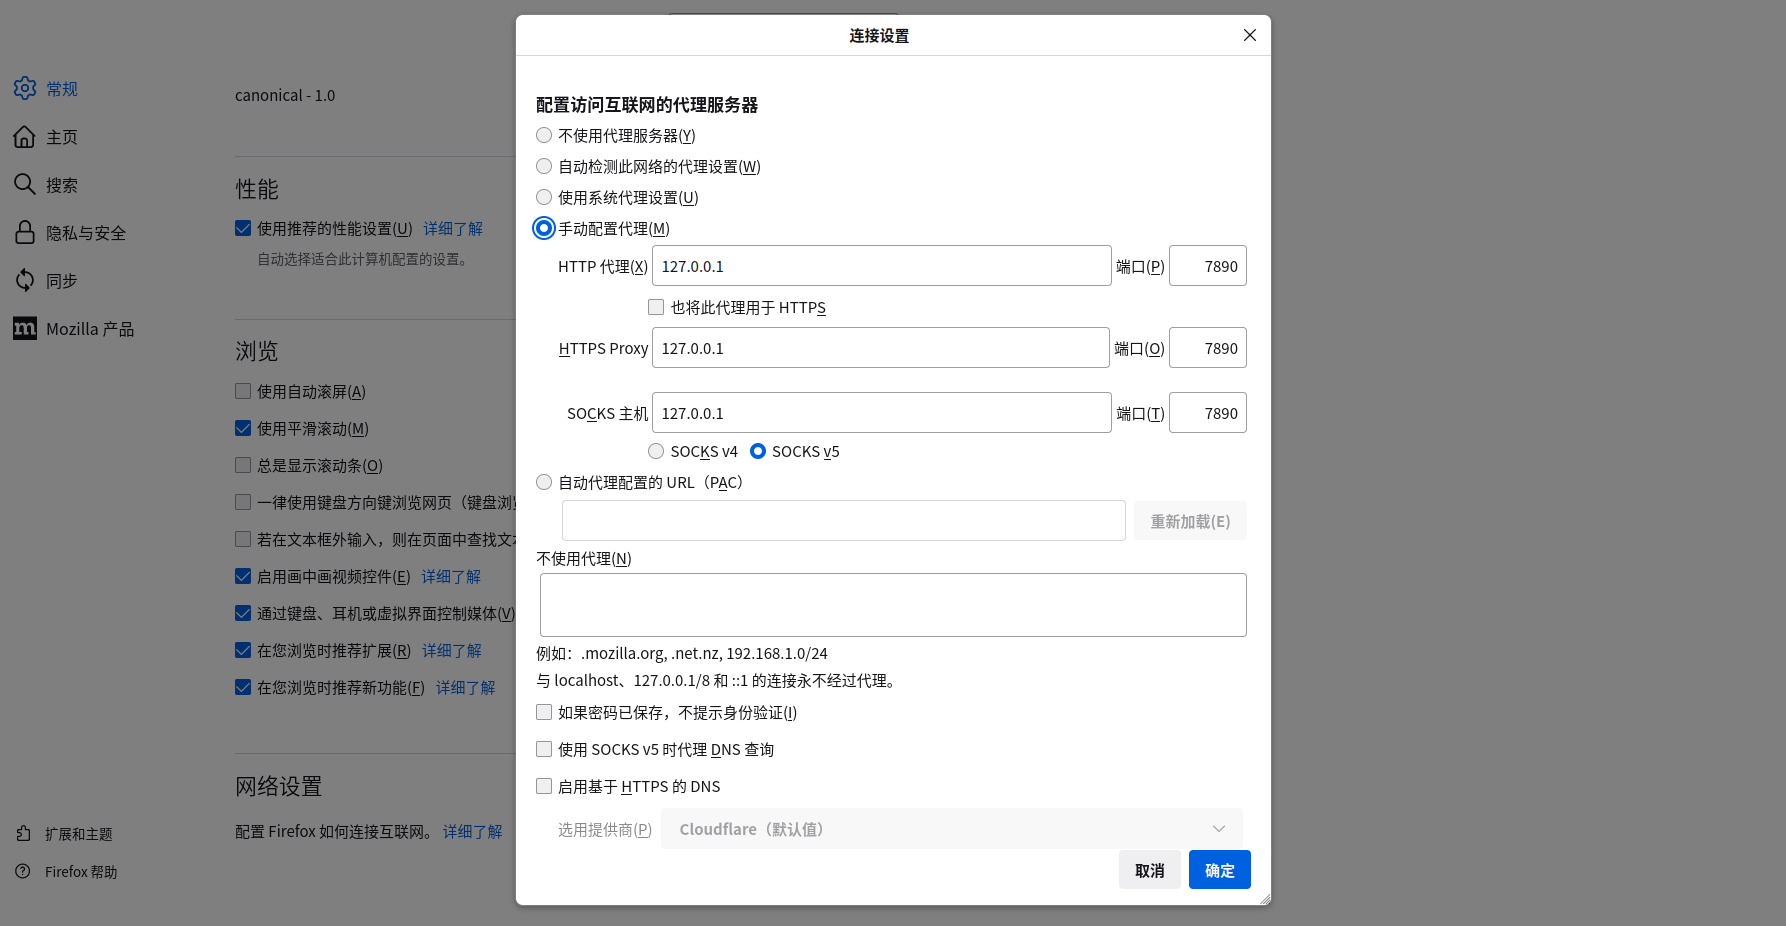 连接设置
常规
主页
搜索
隐私与安全
同步
Mozilla 产品
扩展和主题
Firefox 帮助
canonical - 1.0
性能
使用推荐的性能设置(U) 详细了解
自动选择适合此计算机配置的设置。
浏览
使用自动滚屏(A)
使用平滑滚动(M)
总是显示滚动条(O)
一律使用键盘方向键浏览网页（键盘浏
若在文本框外输入，则在页面中查找文
启用画中画视频控件(E) 详细了解
通过键盘、耳机或虚拟界面控制媒体(V)
在您浏览时推荐扩展(R) 详细了解
在您浏览时推荐新功能(F) 详细了解
网络设置
配置 Firefox 如何连接互联网。 详细了解
配置访问互联网的代理服务器
不使用代理服务器(Y)
自动检测此网络的代理设置(W)
使用系统代理设置(U)
手动配置代理(M)
HTTP 代理(X) 127.0.0.1 端口(P) 7890
也将此代理用于 HTTPS
HTTPS Proxy 127.0.0.1 端口(O) 7890
SOCKS 主机 127.0.0.1 端口(T) 7890
SOCKS v4 SOCKS v5
自动代理配置的 URL（PAC）
重新加载(E)
不使用代理(N)
例如：.mozilla.org, .net.nz, 192.168.1.0/24
与 localhost、127.0.0.1/8 和 ::1 的连接永不经过代理。
如果密码已保存，不提示身份验证(I)
使用 SOCKS v5 时代理 DNS 查询
启用基于 HTTPS 的 DNS
选用提供商(P) Cloudflare（默认值）
取消 确定